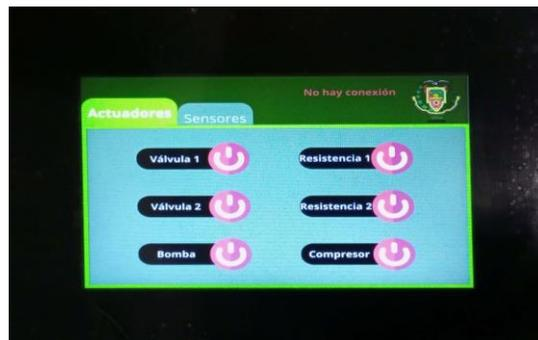 No hay conexión
Actuadores Sensores
Válvula 1 Resistencia 1
Válvula 2 Resistencia 2
Bomba Compresor